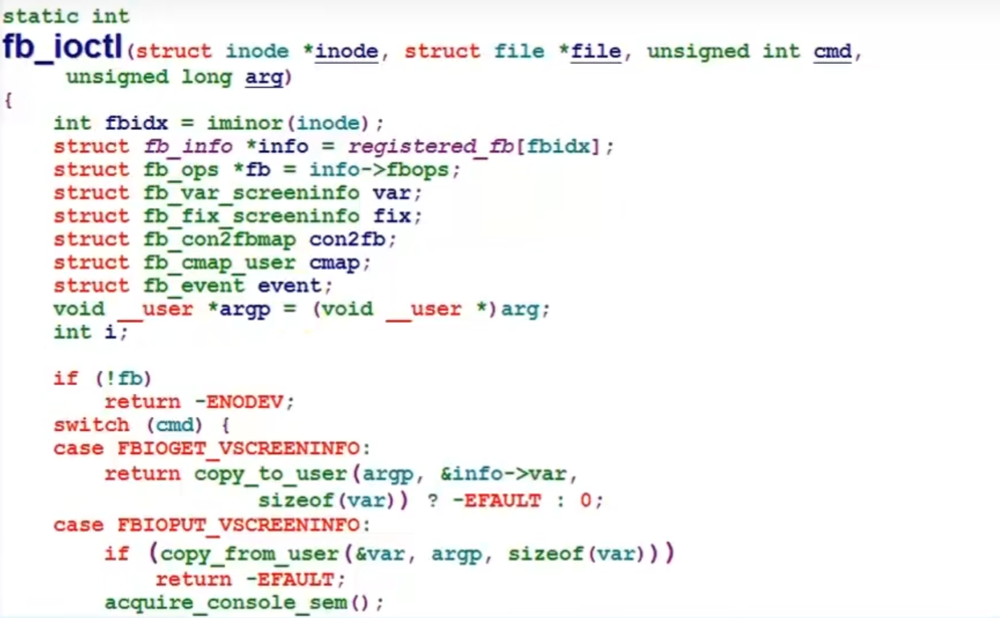 static int
fb_ioctl(struct inode *inode, struct file *file, unsigned int cmd,
unsigned long arg)
{
int fbidx = iminor(inode);
struct fb_info *info = registered_fb[fbidx];
struct fb_ops *fb = info->fbops;
struct fb_var_screeninfo var;
struct fb_fix_screeninfo fix;
struct fb_con2fbmap con2fb;
struct fb_cmap_user cmap;
struct fb_event event;
void __user *argp = (void __user *)arg;
int i;
if (!fb)
return -ENODEV;
switch (cmd) {
case FBIOGET_VSCREENINFO:
return copy_to_user(argp, &info->var,
sizeof(var)) ? -EFAULT : 0;
case FBIOPUT_VSCREENINFO:
if (copy_from_user(&var, argp, sizeof(var)))
return -EFAULT;
acquire_console_sem();